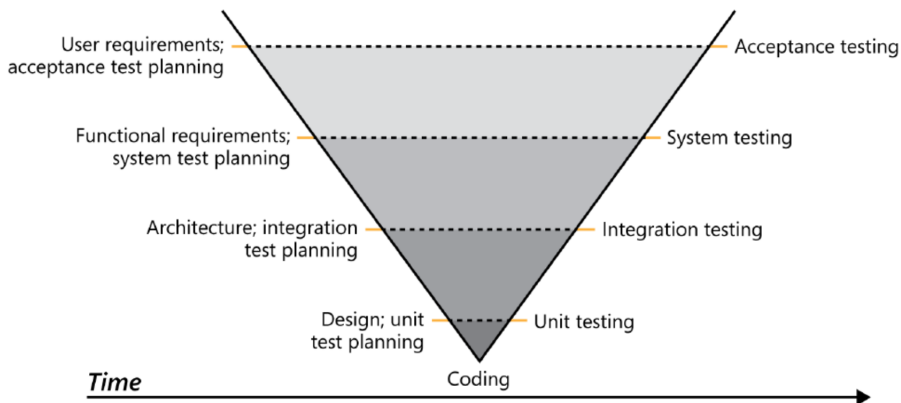 User requirements;
acceptance test planning
Acceptance testing
Functional requirements;
system test planning
System testing
Architecture; integration
test planning
Integration testing
Design; unit
test planning
Unit testing
Coding
Time